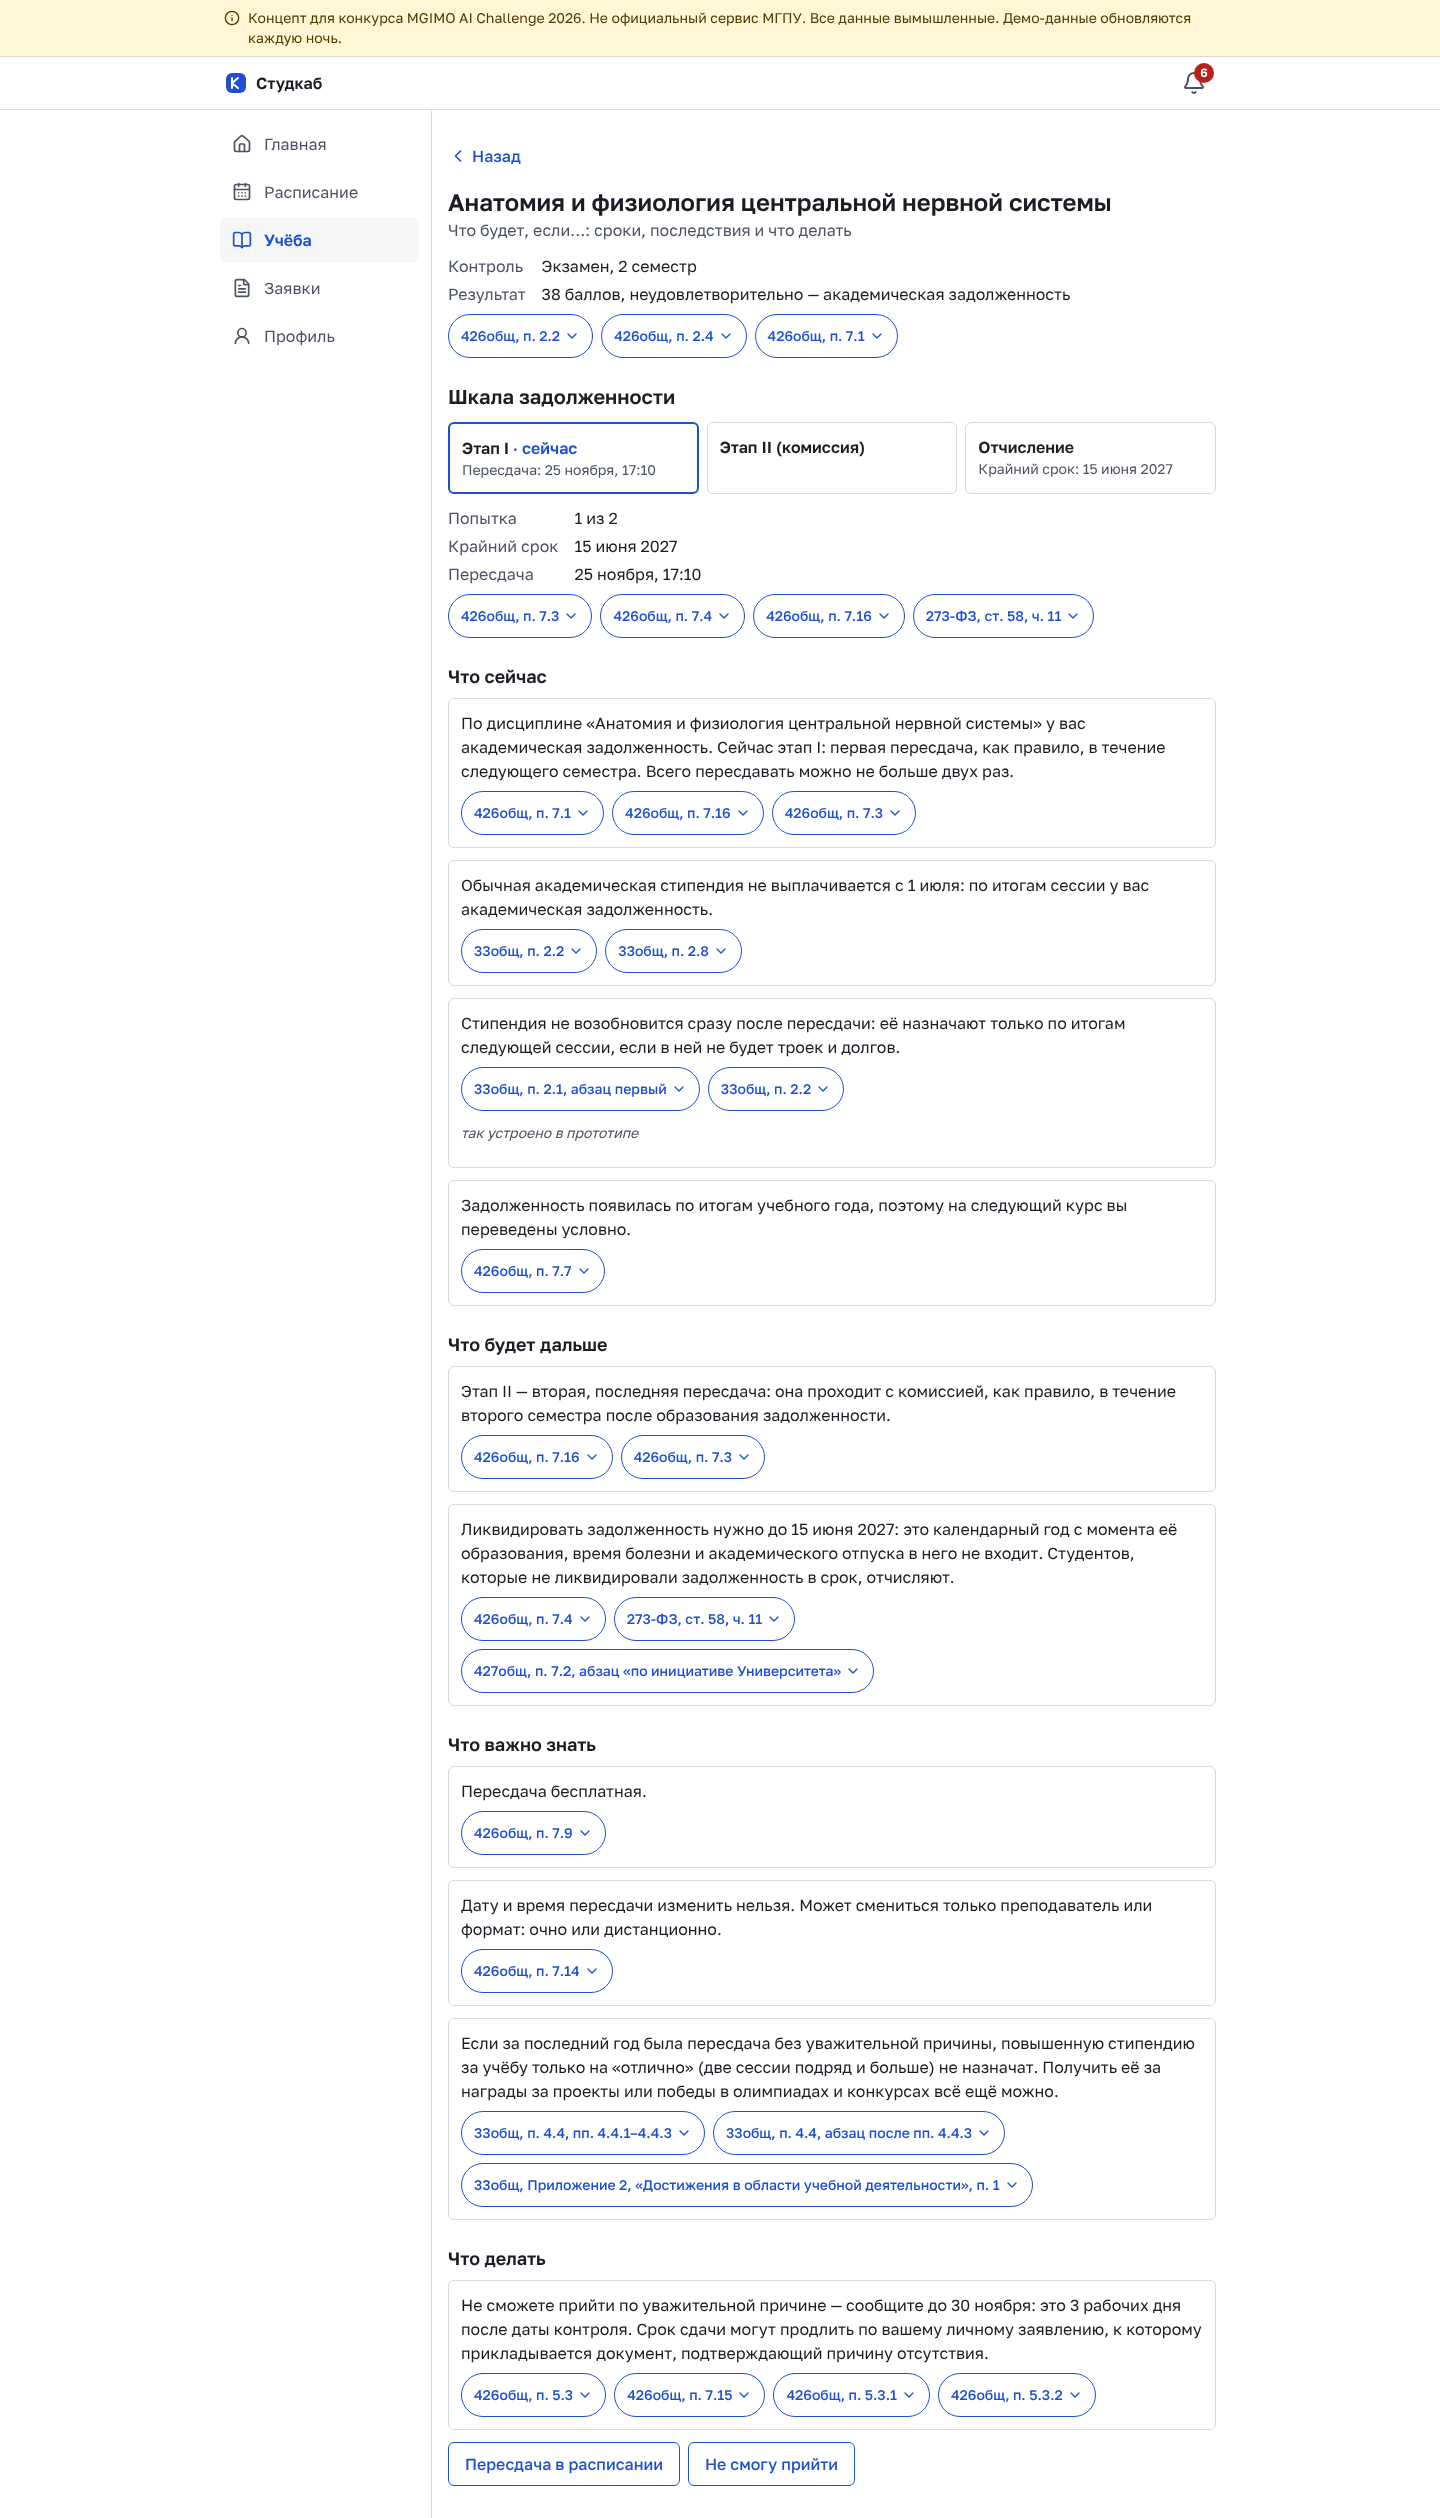 Концепт для конкурса MGIMO AI Challenge 2026. Не официальный сервис МГПУ. Все данные вымышленные. Демо-данные обновляются
каждую ночь.
Студкаб
6
Главная
Расписание
Учёба
Заявки
Профиль
Назад
Анатомия и физиология центральной нервной системы
Что будет, если…: сроки, последствия и что делать
Контроль Экзамен, 2 семестр
Результат 38 баллов, неудовлетворительно — академическая задолженность
426общ, п. 2.2 426общ, п. 2.4 426общ, п. 7.1
Шкала задолженности
Этап I · сейчас
Пересдача: 25 ноября, 17:10
Этап II (комиссия)
Отчисление
Крайний срок: 15 июня 2027
Попытка 1 из 2
Крайний срок 15 июня 2027
Пересдача 25 ноября, 17:10
426общ, п. 7.3 426общ, п. 7.4 426общ, п. 7.16 273-ФЗ, ст. 58, ч. 11
Что сейчас
По дисциплине «Анатомия и физиология центральной нервной системы» у вас
академическая задолженность. Сейчас этап I: первая пересдача, как правило, в течение
следующего семестра. Всего пересдавать можно не больше двух раз.
426общ, п. 7.1 426общ, п. 7.16 426общ, п. 7.3
Обычная академическая стипендия не выплачивается с 1 июля: по итогам сессии у вас
академическая задолженность.
33общ, п. 2.2 33общ, п. 2.8
Стипендия не возобновится сразу после пересдачи: её назначают только по итогам
следующей сессии, если в ней не будет троек и долгов.
33общ, п. 2.1, абзац первый 33общ, п. 2.2
так устроено в прототипе
Задолженность появилась по итогам учебного года, поэтому на следующий курс вы
переведены условно.
426общ, п. 7.7
Что будет дальше
Этап II — вторая, последняя пересдача: она проходит с комиссией, как правило, в течение
второго семестра после образования задолженности.
426общ, п. 7.16 426общ, п. 7.3
Ликвидировать задолженность нужно до 15 июня 2027: это календарный год с момента её
образования, время болезни и академического отпуска в него не входит. Студентов,
которые не ликвидировали задолженность в срок, отчисляют.
426общ, п. 7.4 273-ФЗ, ст. 58, ч. 11
427общ, п. 7.2, абзац «по инициативе Университета»
Что важно знать
Пересдача бесплатная.
426общ, п. 7.9
Дату и время пересдачи изменить нельзя. Может смениться только преподаватель или
формат: очно или дистанционно.
426общ, п. 7.14
Если за последний год была пересдача без уважительной причины, повышенную стипендию
за учёбу только на «отлично» (две сессии подряд и больше) не назначат. Получить её за
награды за проекты или победы в олимпиадах и конкурсах всё ещё можно.
33общ, п. 4.4, пп. 4.4.1–4.4.3 33общ, п. 4.4, абзац после пп. 4.4.3
33общ, Приложение 2, «Достижения в области учебной деятельности», п. 1
Что делать
Не сможете прийти по уважительной причине — сообщите до 30 ноября: это 3 рабочих дня
после даты контроля. Срок сдачи могут продлить по вашему личному заявлению, к которому
прикладывается документ, подтверждающий причину отсутствия.
426общ, п. 5.3 426общ, п. 7.15 426общ, п. 5.3.1 426общ, п. 5.3.2
Пересдача в расписании Не смогу прийти